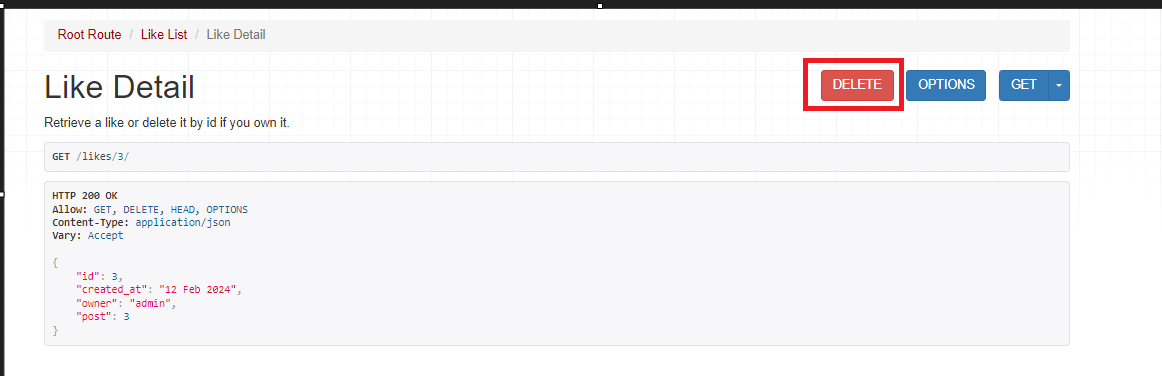 Root Route / Like List / Like Detail
Like Detail
DELETE OPTIONS GET
Retrieve a like or delete it by id if you own it.
GET /likes/3/
HTTP 200 OK
Allow: GET, DELETE, HEAD, OPTIONS
Content-Type: application/json
Vary: Accept
{
    "id": 3,
    "created_at": "12 Feb 2024",
    "owner": "admin",
    "post": 3
}